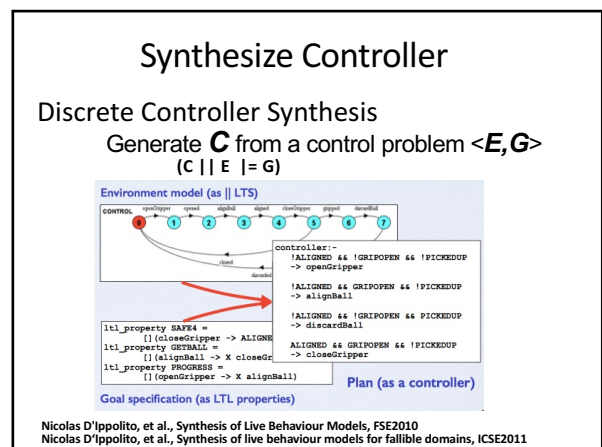 Synthesize Controller
Discrete Controller Synthesis
Generate C from a control problem <E,G>
(C || E |= G)
Environment model (as || LTS)
CONTROL
openGripper opened alignBall aligned closeGripper gripped discardBall
0 1 2 3 4 5 6 7
closed
discarded
controller:-
!ALIGNED && !GRIPOPEN && !PICKEDUP
-> openGripper
!ALIGNED && GRIPOPEN && !PICKEDUP
-> alignBall
!ALIGNED && !GRIPOPEN && PICKEDUP
-> discardBall
ALIGNED && GRIPOPEN && !PICKEDUP
-> closeGripper
ltl_property SAFE4 =
[](closeGripper -> ALIGNE
ltl_property GETBALL =
[](alignBall -> X closeGr
ltl_property PROGRESS =
[](openGripper -> X alignBall)
Plan (as a controller)
Goal specification (as LTL properties)
Nicolas D'Ippolito, et al., Synthesis of Live Behaviour Models, FSE2010
Nicolas D'Ippolito, et al., Synthesis of live behaviour models for fallible domains, ICSE2011